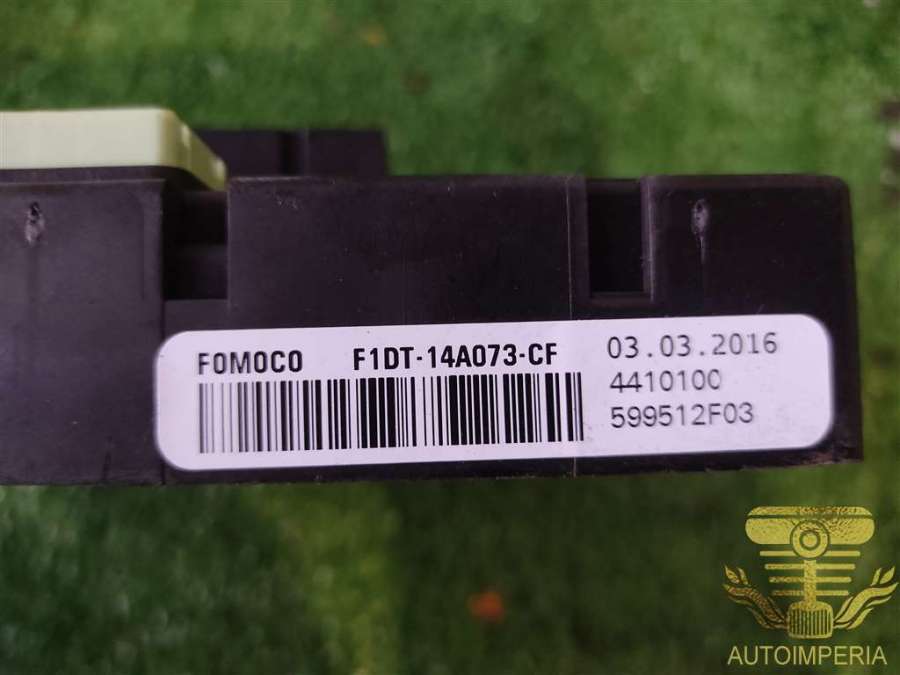 FOMOCO F1DT-14A073-CF
03.03.2016
4410100
599512F03
AUTOIMPERIA